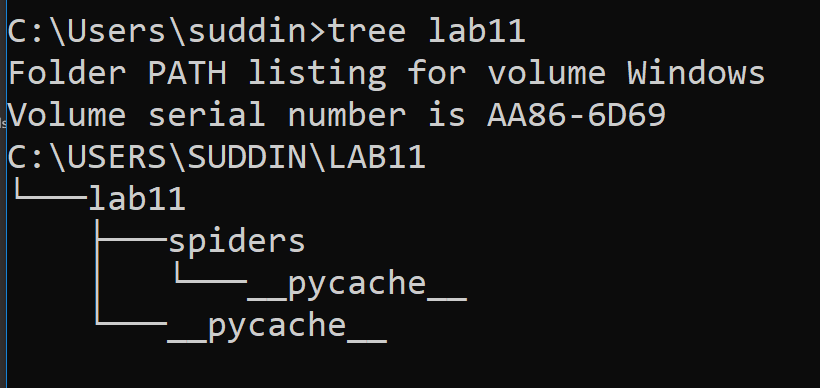 C:\Users\suddin>tree lab11
Folder PATH listing for volume Windows
Volume serial number is AA86-6D69
C:\USERS\SUDDIN\LAB11
└───lab11
    ├───spiders
    │   └───__pycache__
    └───__pycache__